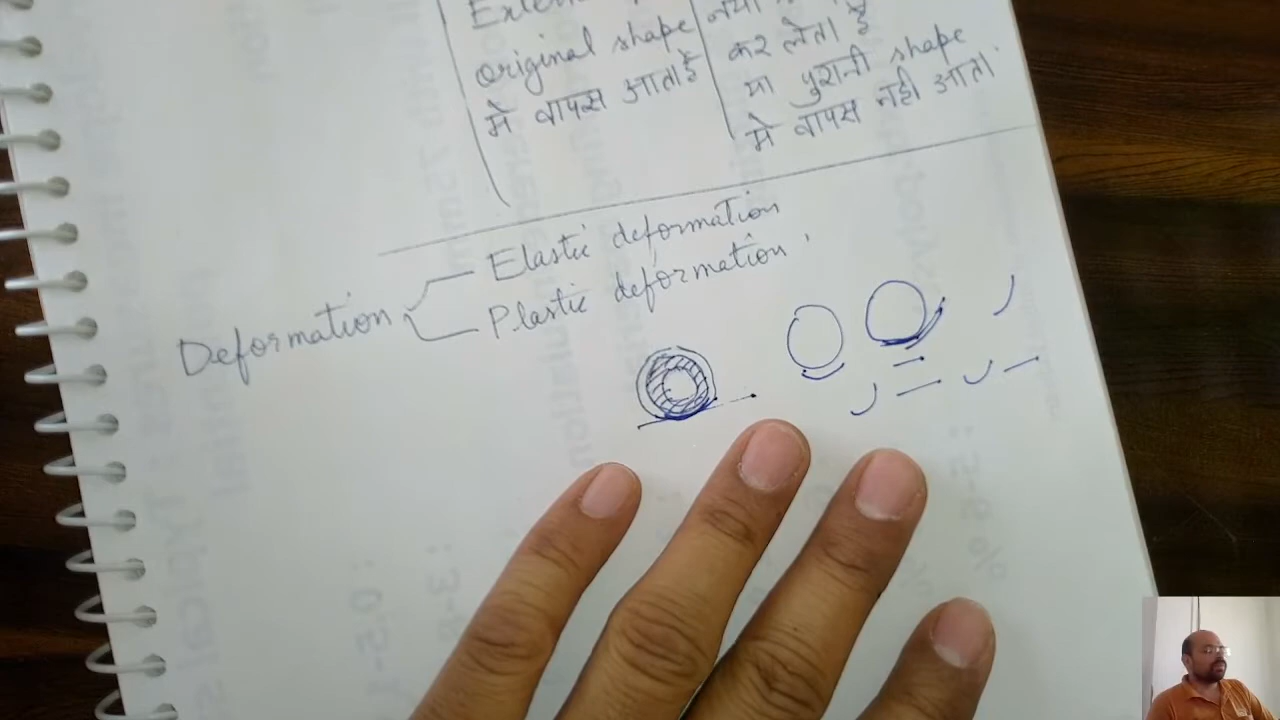 original shape
मे वापस आता है
कर लेता है
या पुरानी shape
मे वापस नही आता.
Deformation
Elastic deformation
Plastic deformation.